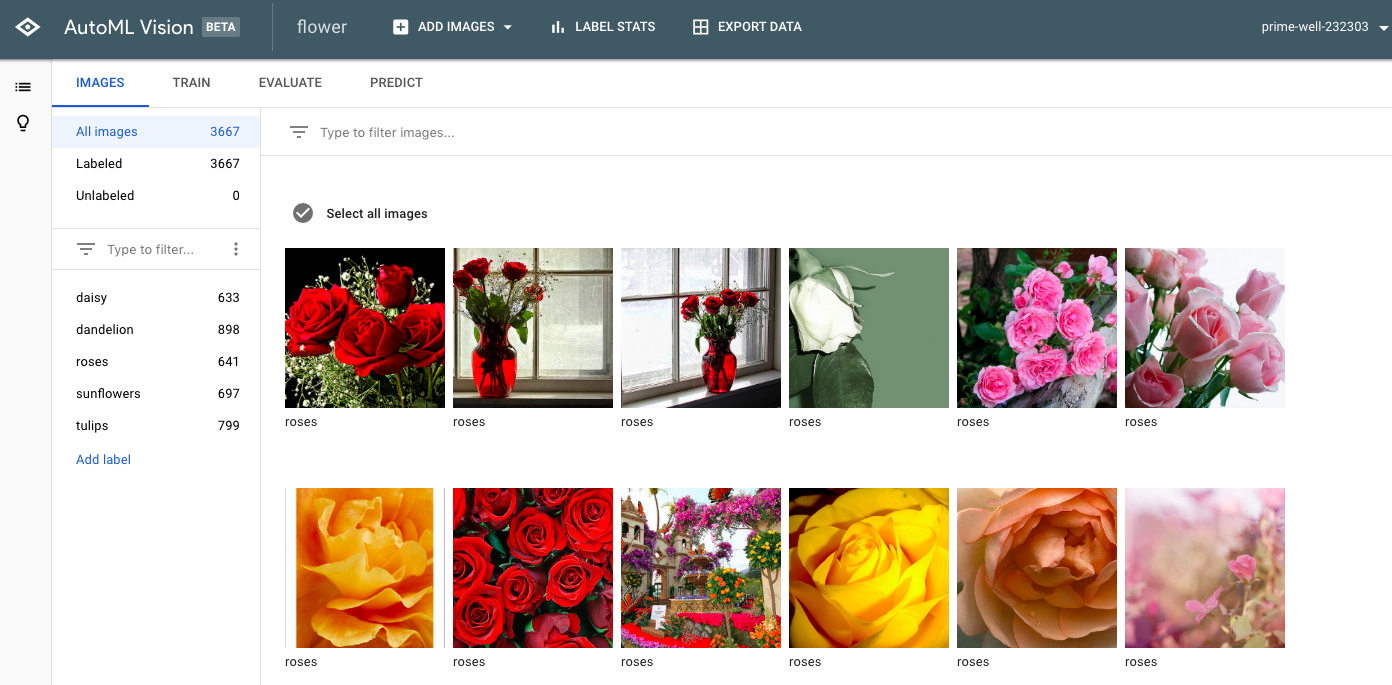 AutoML Vision BETA flower ADD IMAGES LABEL STATS EXPORT DATA prime-well-232303
IMAGES TRAIN EVALUATE PREDICT
All images 3667
Type to filter images...
Labeled 3667
Unlabeled 0
Select all images
Type to filter...
daisy 633
dandelion 898
roses 641
sunflowers 697
tulips 799
Add label
roses roses roses roses roses roses
roses roses roses roses roses roses